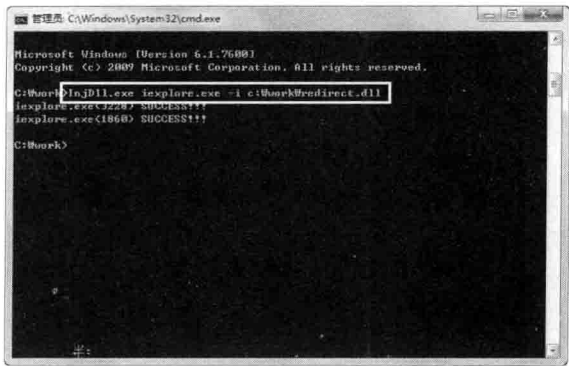 管理员: C:\Windows\System32\cmd.exe
Microsoft Windows [Version 6.1.7600]
Copyright (c) 2009 Microsoft Corporation. All rights reserved.
C:₩work>InjDll.exe iexplore.exe -i c:₩work₩redirect.dll
iexplore.exe(3220) SUCCESS!!!
iexplore.exe(1860) SUCCESS!!!
C:₩work>
半: